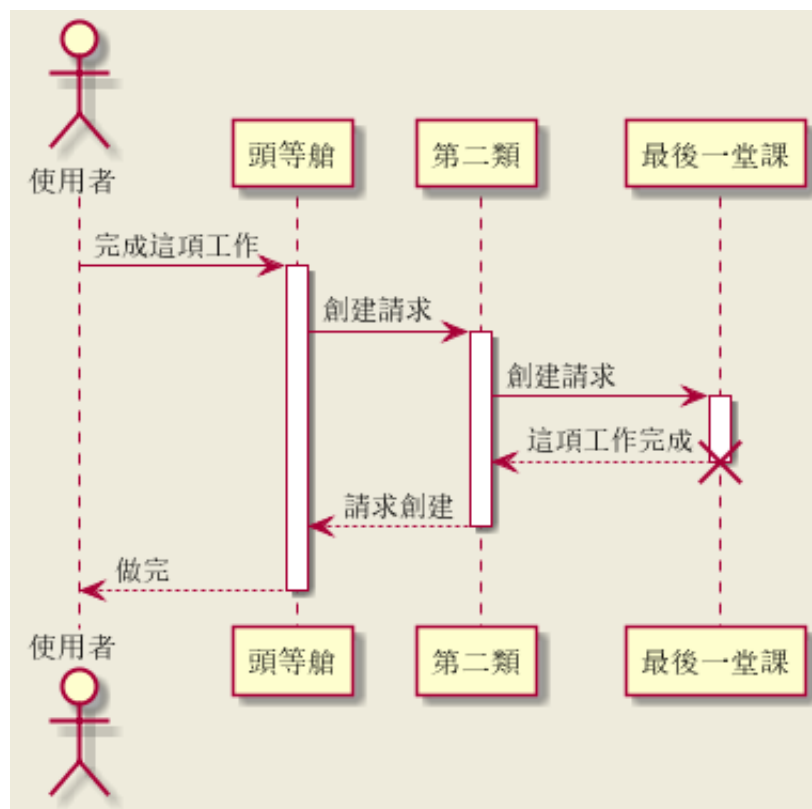 使用者
頭等艙
第二類
最後一堂課
完成這項工作
創建請求
創建請求
這項工作完成
請求創建
做完
使用者
頭等艙
第二類
最後一堂課